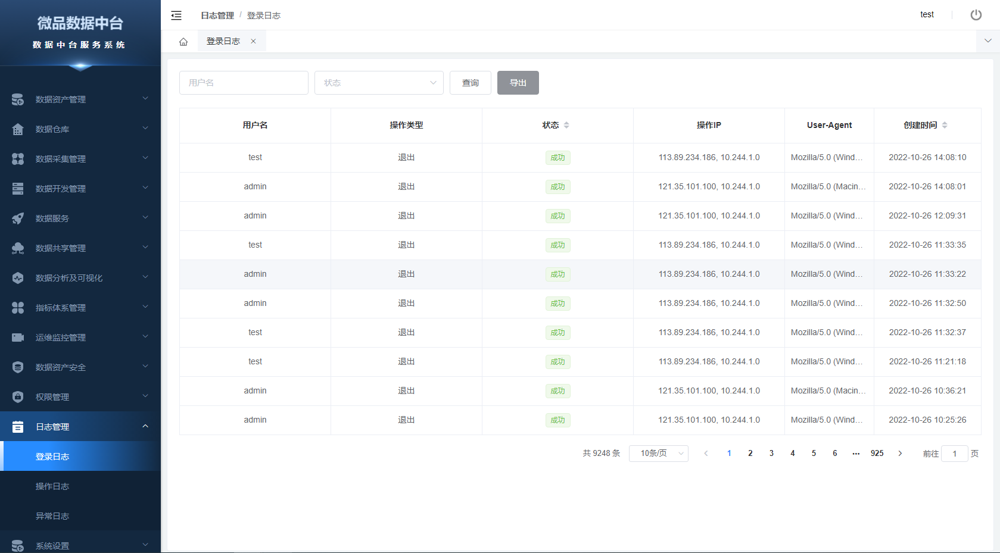 微品数据中台
数据中台服务系统
数据资产管理
数据仓库
数据采集管理
数据开发管理
数据服务
数据共享管理
数据分析及可视化
指标体系管理
运维监控管理
数据资产安全
权限管理
日志管理
登录日志
操作日志
异常日志
系统设置
日志管理 / 登录日志
test
登录日志 ×
用户名 状态 查询 导出
用户名 操作类型 状态 操作IP User-Agent 创建时间
test 退出 成功 113.89.234.186, 10.244.1.0 Mozilla/5.0 (Wind... 2022-10-26 14:08:10
admin 退出 成功 121.35.101.100, 10.244.1.0 Mozilla/5.0 (Macin... 2022-10-26 14:08:01
admin 退出 成功 121.35.101.100, 10.244.1.0 Mozilla/5.0 (Wind... 2022-10-26 12:09:31
test 退出 成功 113.89.234.186, 10.244.1.0 Mozilla/5.0 (Wind... 2022-10-26 11:33:35
admin 退出 成功 113.89.234.186, 10.244.1.0 Mozilla/5.0 (Wind... 2022-10-26 11:33:22
admin 退出 成功 113.89.234.186, 10.244.1.0 Mozilla/5.0 (Wind... 2022-10-26 11:32:50
test 退出 成功 113.89.234.186, 10.244.1.0 Mozilla/5.0 (Wind... 2022-10-26 11:32:37
test 退出 成功 113.89.234.186, 10.244.1.0 Mozilla/5.0 (Wind... 2022-10-26 11:21:18
admin 退出 成功 121.35.101.100, 10.244.1.0 Mozilla/5.0 (Macin... 2022-10-26 10:36:21
admin 退出 成功 121.35.101.100, 10.244.1.0 Mozilla/5.0 (Wind... 2022-10-26 10:25:26
共 9248 条 10条/页 1 2 3 4 5 6 ... 925 前往 1 页